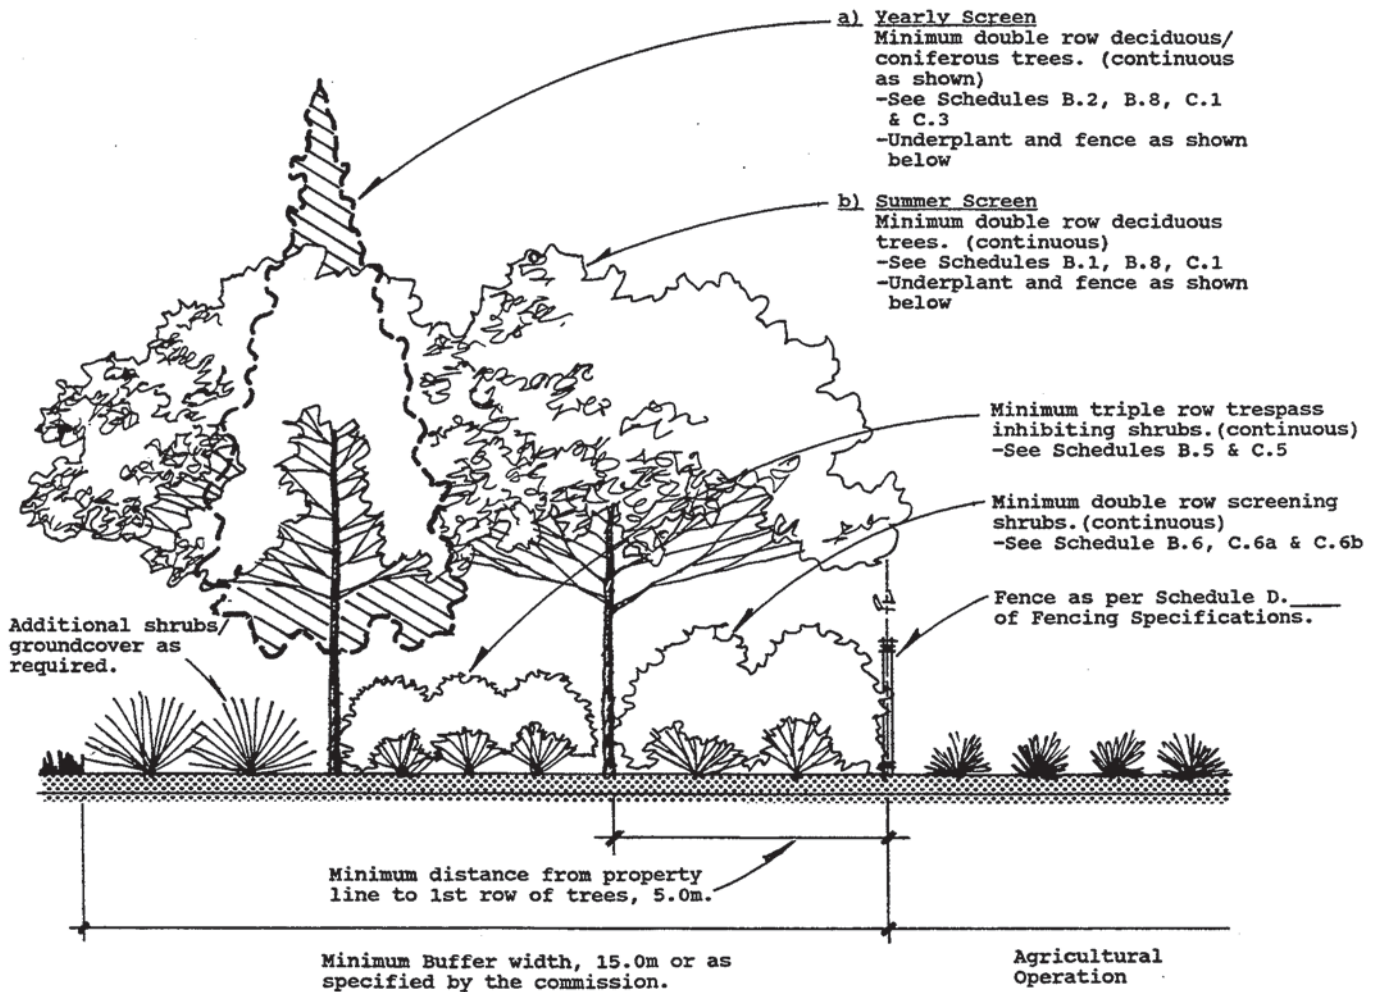 a) Yearly Screen
Minimum double row deciduous/
coniferous trees. (continuous
as shown)
-See Schedules B.2, B.8, C.1
& C.3
-Underplant and fence as shown
below
b) Summer Screen
Minimum double row deciduous
trees. (continuous)
-See Schedules B.1, B.8, C.1
-Underplant and fence as shown
below
Minimum triple row trespass
inhibiting shrubs.(continuous)
-See Schedules B.5 & C.5
Minimum double row screening
shrubs.(continuous)
-See Schedule B.6, C.6a & C.6b
Fence as per Schedule D.____
of Fencing Specifications.
Additional shrubs
groundcover as
required.
Minimum distance from property
line to 1st row of trees, 5.0m.
Minimum Buffer width, 15.0m or as
specified by the commission.
Agricultural
Operation